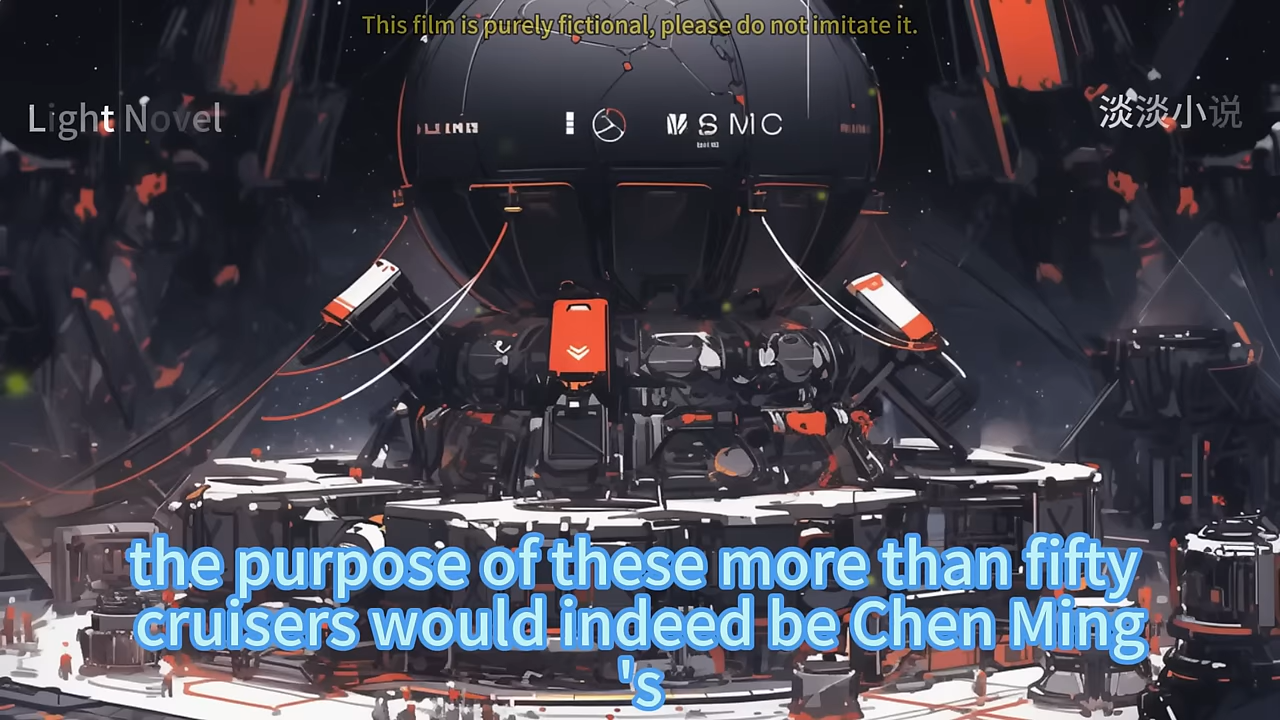 This film is purely fictional, please do not imitate it.
Light Novel
淡淡小说
SMC
the purpose of these more than fifty
cruisers would indeed be Chen Ming
's